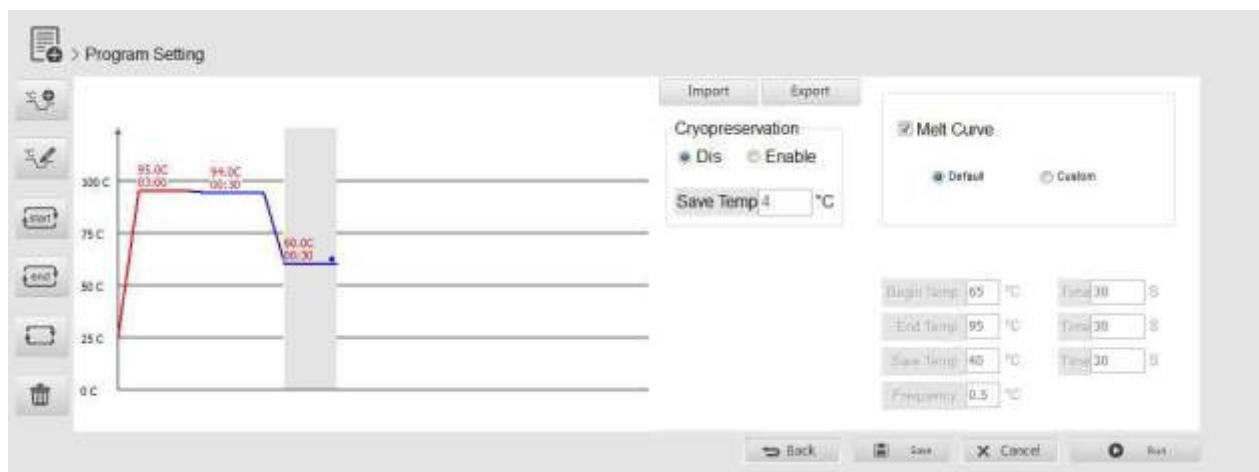 > Program Setting
Import Export
Cryopreservation
Dis Enable
Save Temp 4 °C
Melt Curve
Default Custom
95.0C
03:00
94.0C
00:30
60.0C
00:30
100 C
75 C
50 C
25 C
0 C
start
end
Begin Temp 65 °C Time 30 S
End Temp 95 °C Time 30 S
Save Temp 40 °C Time 30 S
Frequency 0.5 °C
Back Save Cancel Run